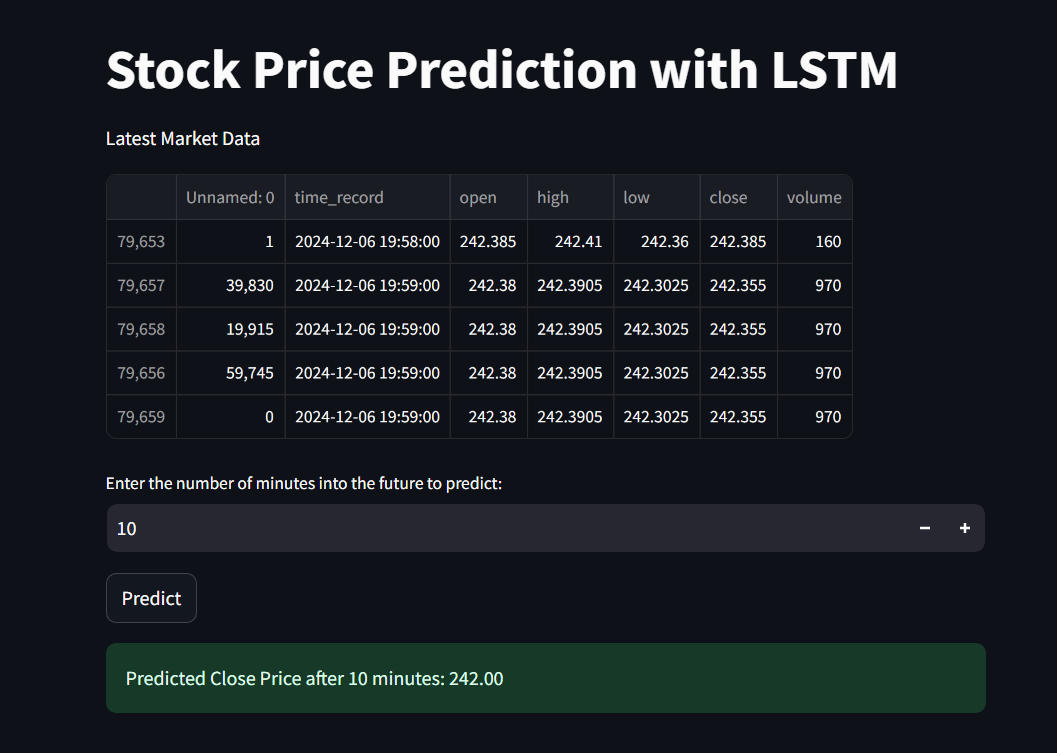 Stock Price Prediction with LSTM
Latest Market Data
Unnamed: 0 time_record open high low close volume
79,653 1 2024-12-06 19:58:00 242.385 242.41 242.36 242.385 160
79,657 39,830 2024-12-06 19:59:00 242.38 242.3905 242.3025 242.355 970
79,658 19,915 2024-12-06 19:59:00 242.38 242.3905 242.3025 242.355 970
79,656 59,745 2024-12-06 19:59:00 242.38 242.3905 242.3025 242.355 970
79,659 0 2024-12-06 19:59:00 242.38 242.3905 242.3025 242.355 970
Enter the number of minutes into the future to predict:
10 − +
Predict
Predicted Close Price after 10 minutes: 242.00